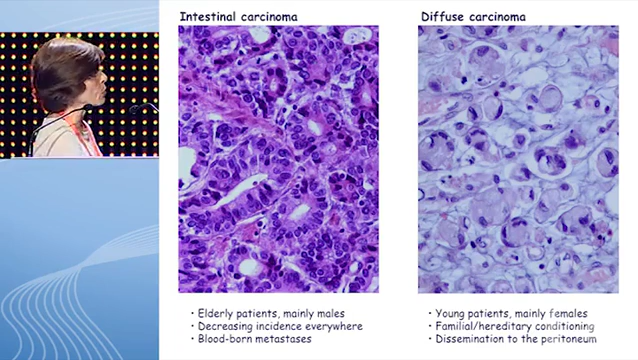 Intestinal carcinoma
Diffuse carcinoma
• Elderly patients, mainly males
• Decreasing incidence everywhere
• Blood-born metastases
• Young patients, mainly females
• Familial/hereditary conditioning
• Dissemination to the peritoneum